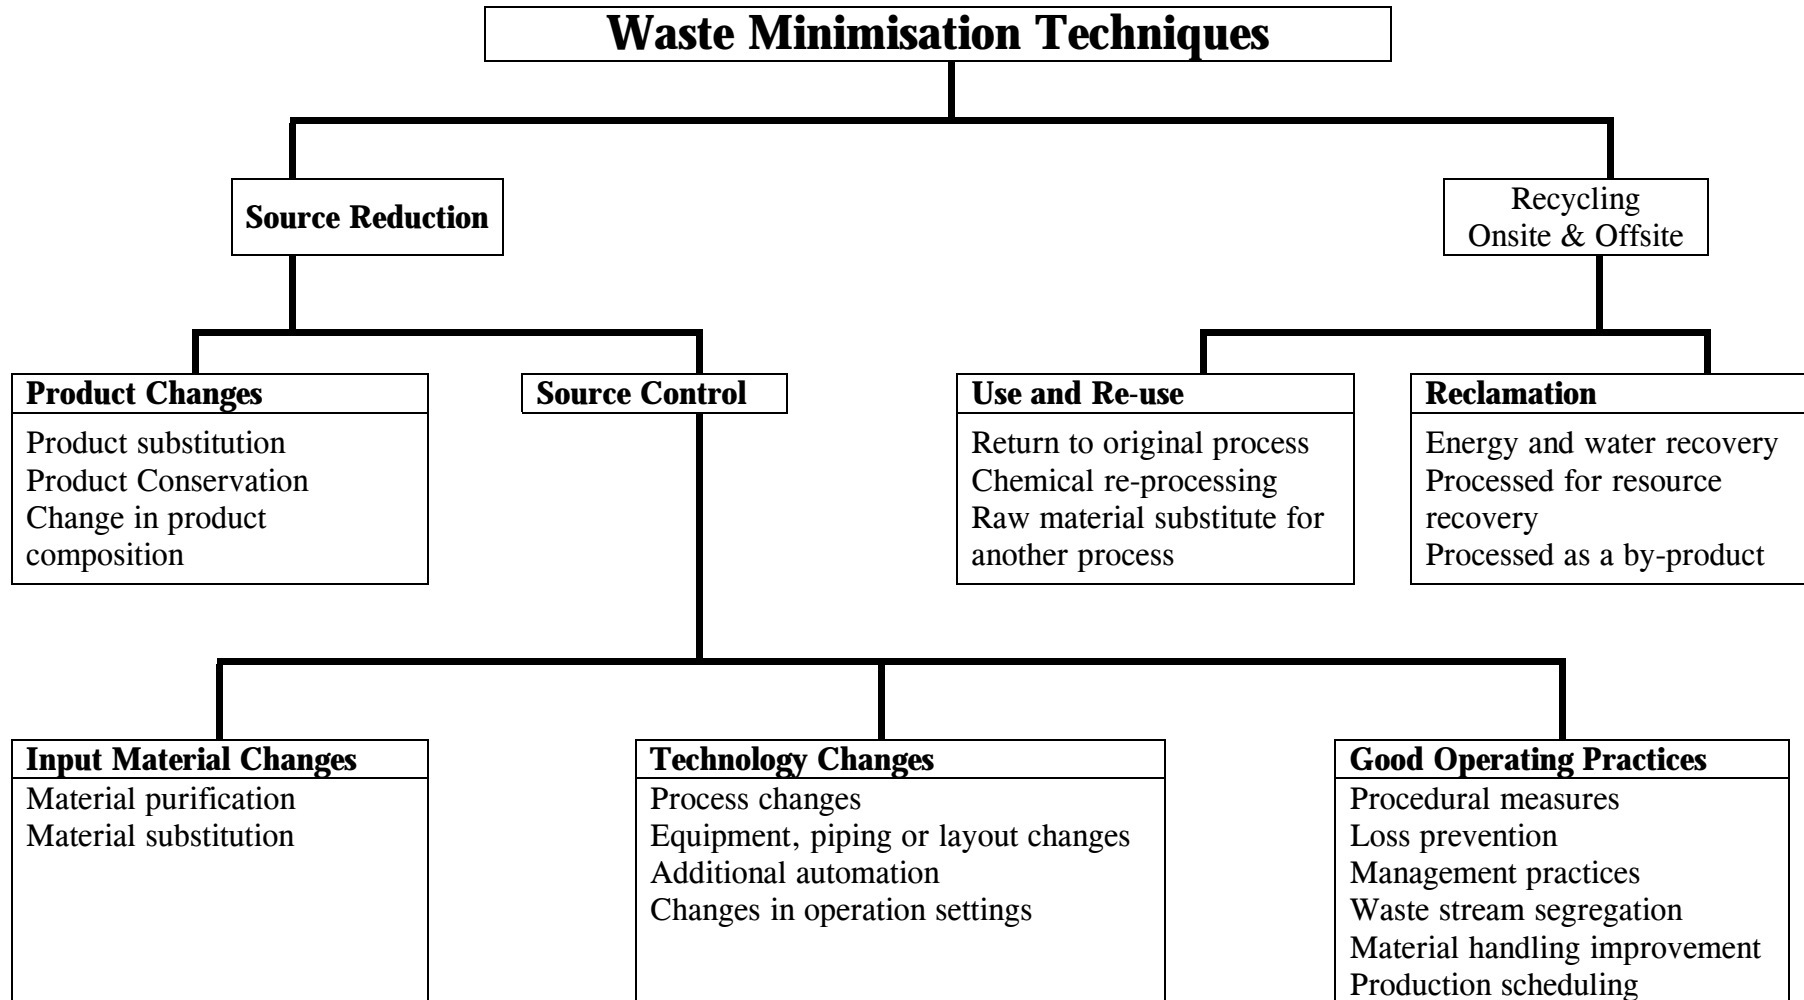 Waste Minimisation Techniques
Source Reduction
Recycling
Onsite & Offsite
Product Changes
Product substitution
Product Conservation
Change in product
composition
Source Control
Use and Re-use
Return to original process
Chemical re-processing
Raw material substitute for
another process
Reclamation
Energy and water recovery
Processed for resource
recovery
Processed as a by-product
Input Material Changes
Material purification
Material substitution
Technology Changes
Process changes
Equipment, piping or layout changes
Additional automation
Changes in operation settings
Good Operating Practices
Procedural measures
Loss prevention
Management practices
Waste stream segregation
Material handling improvement
Production scheduling